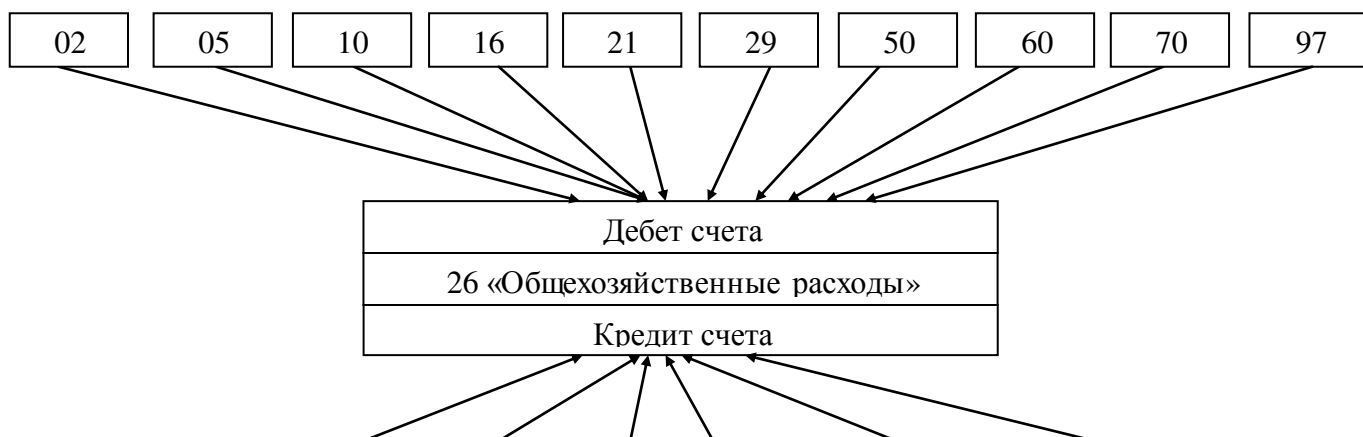 02 05 10 16 21 29 50 60 70 97
Дебет счета
26 «Общехозяйственные расходы»
Кредит счета